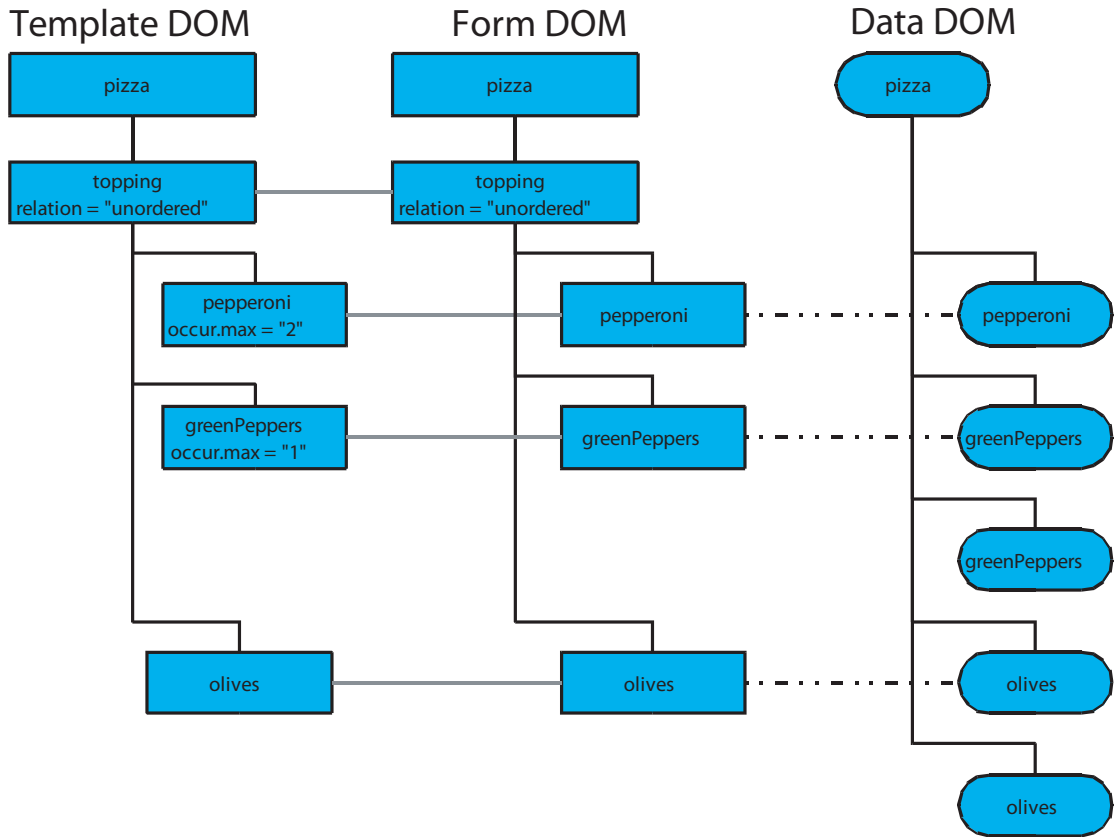 Template DOM
Form DOM
Data DOM
pizza
pizza
pizza
topping
relation = "unordered"
topping
relation = "unordered"
pepperoni
occur.max = "2"
pepperoni
pepperoni
greenPeppers
occur.max = "1"
greenPeppers
greenPeppers
greenPeppers
olives
olives
olives
olives